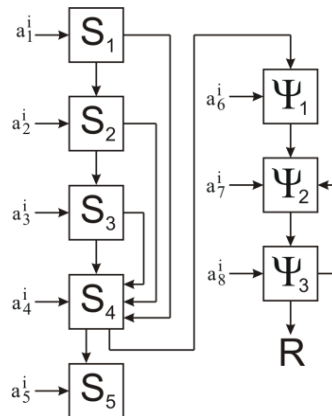 a₁ⁱ S₁
a₂ⁱ S₂
a₃ⁱ S₃
a₄ⁱ S₄
a₅ⁱ S₅
a₆ⁱ Ψ₁
a₇ⁱ Ψ₂
a₈ⁱ Ψ₃
R